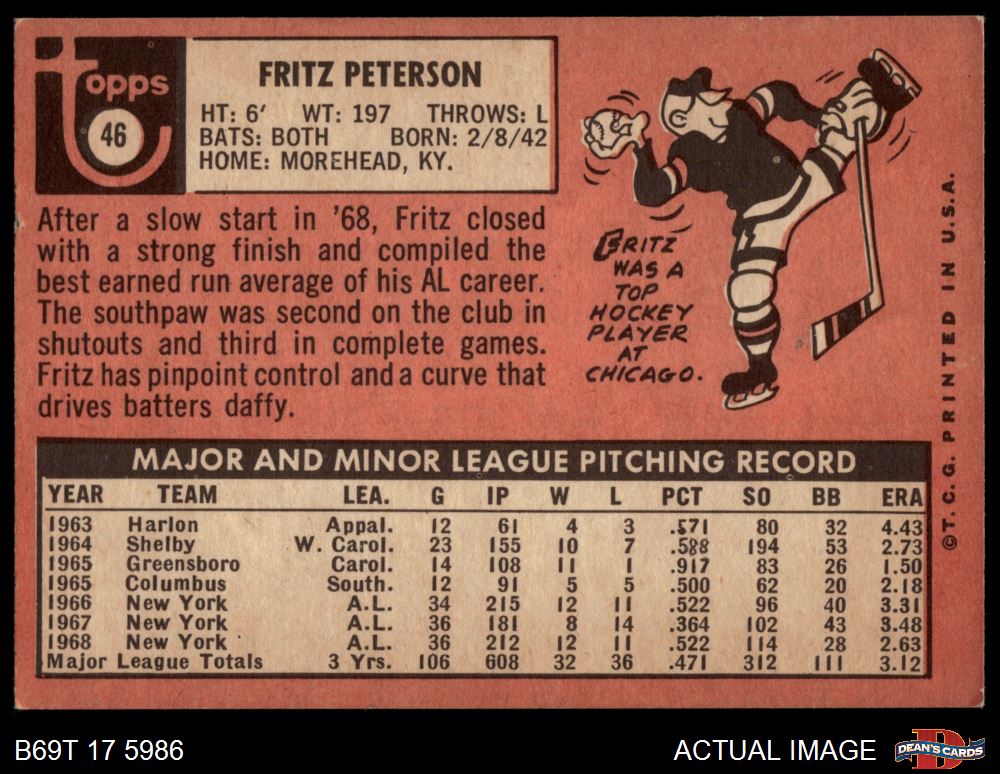 Topps
46
FRITZ PETERSON
HT: 6' WT: 197 THROWS: L
BATS: BOTH BORN: 2/8/42
HOME: MOREHEAD, KY.
After a slow start in '68, Fritz closed
with a strong finish and compiled the
best earned run average of his AL career.
The southpaw was second on the club in
shutouts and third in complete games.
Fritz has pinpoint control and a curve that
drives batters daffy.
FRITZ
WAS A
TOP
HOCKEY
PLAYER
AT
CHICAGO.
©T. C. G. PRINTED IN U.S.A.
MAJOR AND MINOR LEAGUE PITCHING RECORD
YEAR TEAM LEA. G IP W L PCT SO BB ERA
1963 Harlon Appal. 12 61 4 3 .571 80 32 4.43
1964 Shelby W. Carol. 23 155 10 7 .588 194 53 2.73
1965 Greensboro Carol. 14 108 11 1 .917 83 26 1.50
1965 Columbus South. 12 91 5 5 .500 62 20 2.18
1966 New York A.L. 34 215 12 11 .522 96 40 3.31
1967 New York A.L. 36 181 8 14 .364 102 43 3.48
1968 New York A.L. 36 212 12 11 .522 114 28 2.63
Major League Totals 3 Yrs. 106 608 32 36 .471 312 111 3.12
B69T 17 5986
ACTUAL IMAGE
D
DEAN'S CARDS